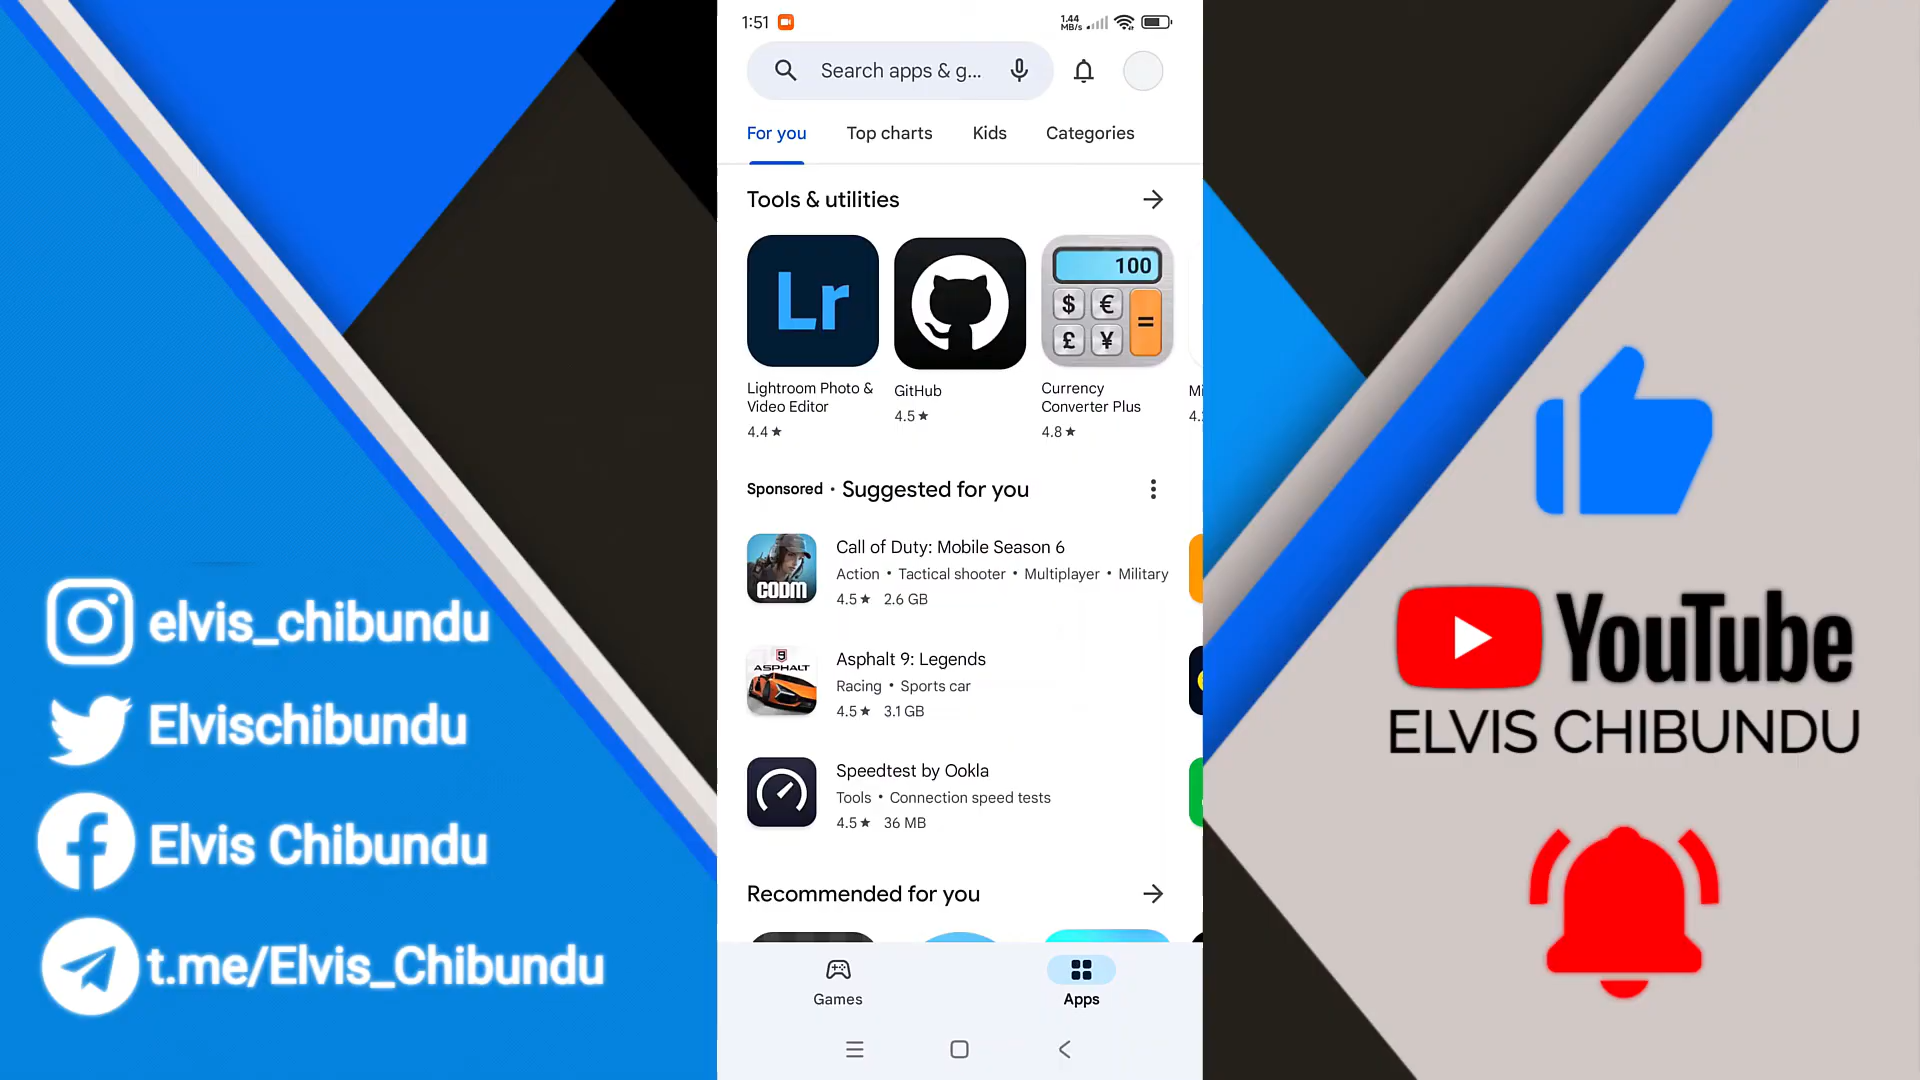 1:51
1.44
MB/s
Search apps & g...
For you
Top charts
Kids
Categories
Tools & utilities
Lr
100
$
€
=
£
¥
Lightroom Photo &
Video Editor
4.4 ★
GitHub
4.5 ★
Currency
Converter Plus
4.8 ★
Mi
4.
Sponsored • Suggested for you
CODM
Call of Duty: Mobile Season 6
Action • Tactical shooter • Multiplayer • Military
4.5 ★ 2.6 GB
9
ASPHALT
Asphalt 9: Legends
Racing • Sports car
4.5 ★ 3.1 GB
Speedtest by Ookla
Tools • Connection speed tests
4.5 ★ 36 MB
Recommended for you
Games
Apps
elvis_chibundu
Elvischibundu
Elvis Chibundu
t.me/Elvis_Chibundu
YouTube
ELVIS CHIBUNDU